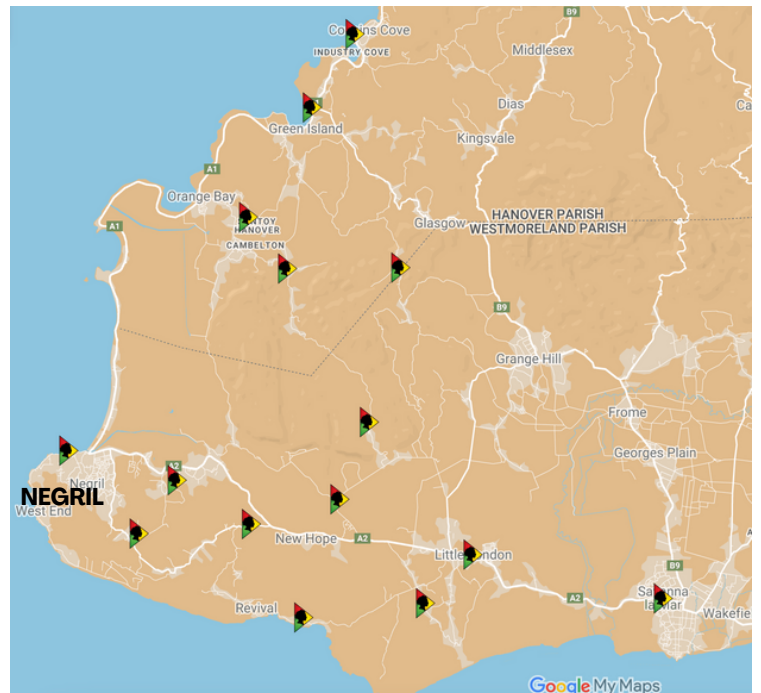 B9
Co ins Cove
INDUSTRY COVE
Middlesex
Dias
Green Island
Kingsvale
A1
Orange Bay
HANOVER PARISH
Glasgow
WESTMORELAND PARISH
A1
HANOVER
CAMBELTON
B9
Grange Hill
Frome
Georges Plain
A2
Negril
NEGRIL
West End
New Hope
A2
Little London
B9
A2
Revival
Wakefie
Google My Maps